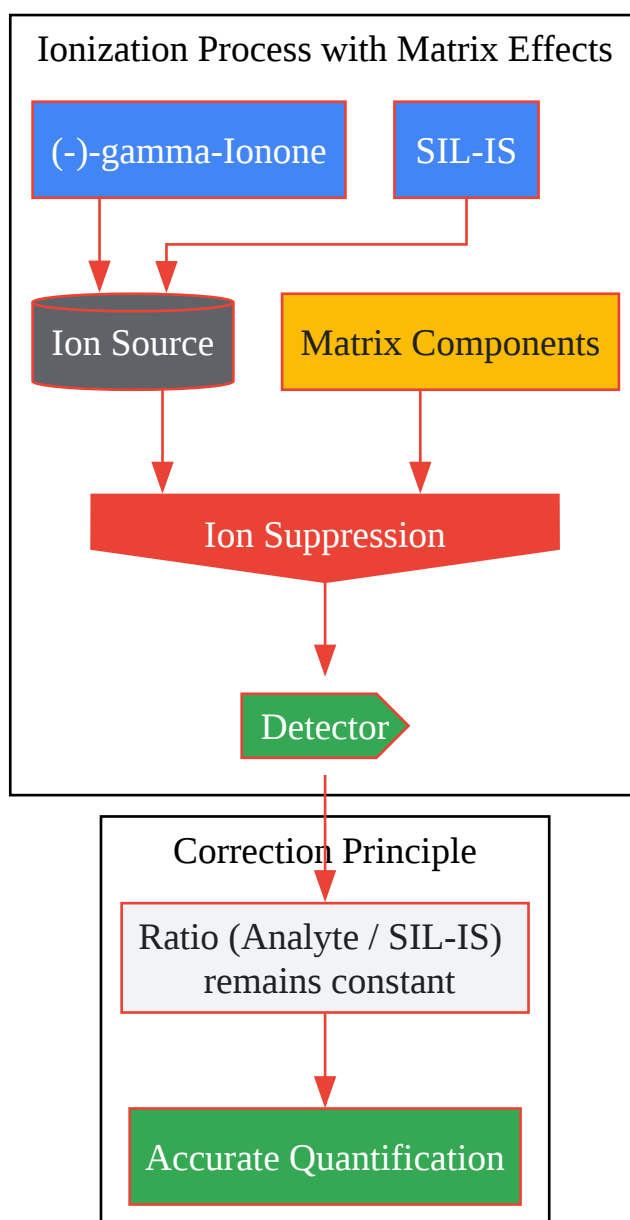 Ionization Process with Matrix Effects
(-)-gamma-Ionone
SIL-IS
Ion Source
Matrix Components
Ion Suppression
Detector
Correction Principle
Ratio (Analyte / SIL-IS)
remains constant
Accurate Quantification